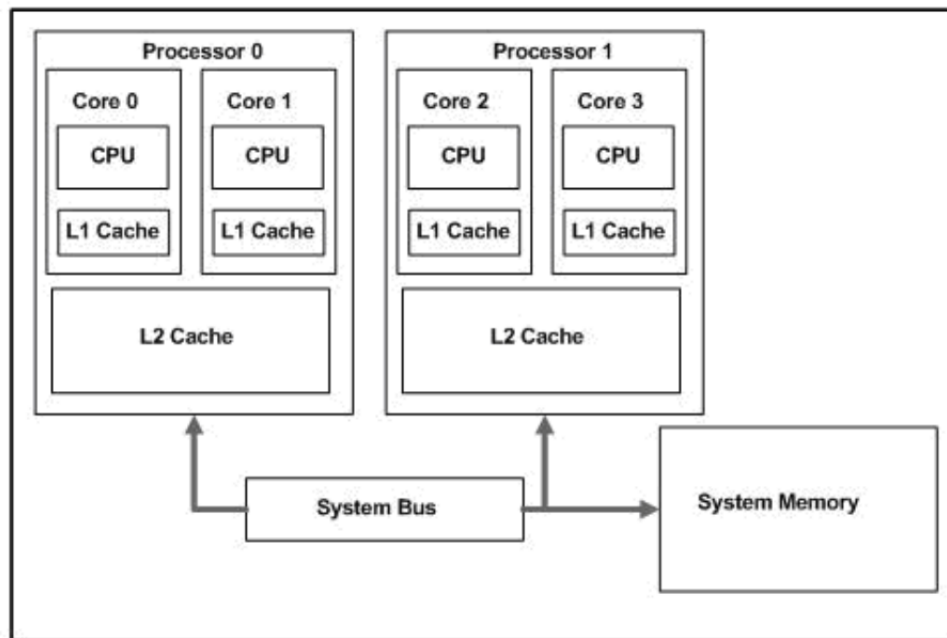 Processor 0
Processor 1
Core 0
Core 1
Core 2
Core 3
CPU
CPU
CPU
CPU
L1 Cache
L1 Cache
L1 Cache
L1 Cache
L2 Cache
L2 Cache
System Bus
System Memory